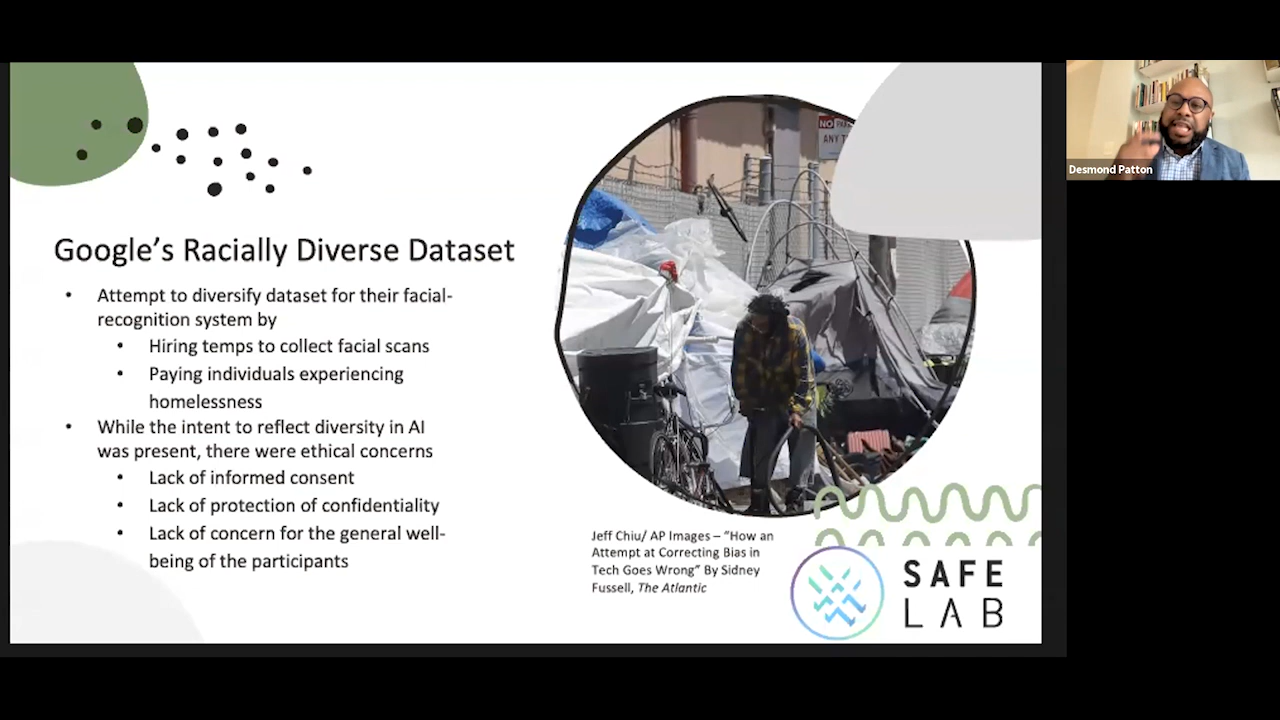 Google's Racially Diverse Dataset
• Attempt to diversify dataset for their facial-
recognition system by
• Hiring temps to collect facial scans
• Paying individuals experiencing
homelessness
• While the intent to reflect diversity in AI
was present, there were ethical concerns
• Lack of informed consent
• Lack of protection of confidentiality
• Lack of concern for the general well-
being of the participants
NO
ANY T
Jeff Chiu/ AP Images – "How an
Attempt at Correcting Bias in
Tech Goes Wrong" By Sidney
Fussell, The Atlantic
SAFE
LAB
Desmond Patton